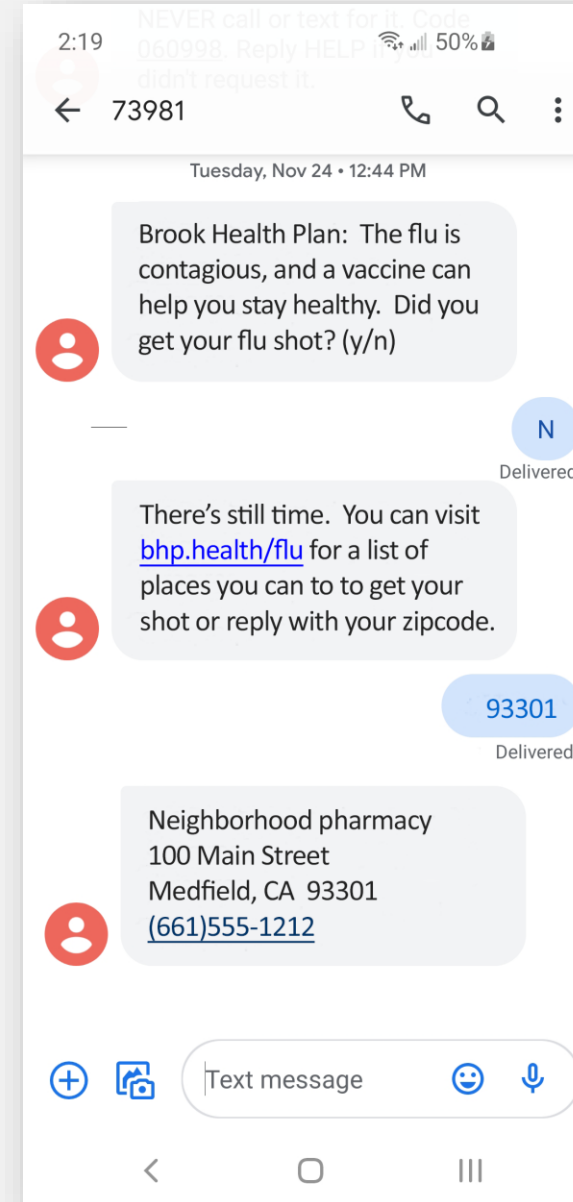 NEVER call or text for it. Code
2:19
50%
060998. Reply HELP if you
didn't request it.
73981
Tuesday, Nov 24 • 12:44 PM
Brook Health Plan:  The flu is
contagious, and a vaccine can
help you stay healthy.  Did you
get your flu shot? (y/n)
N
Delivered
There's still time.  You can visit
bhp.health/flu for a list of
places you can to to get your
shot or reply with your zipcode.
93301
Delivered
Neighborhood pharmacy
100 Main Street
Medfield, CA  93301
(661)555-1212
Text message